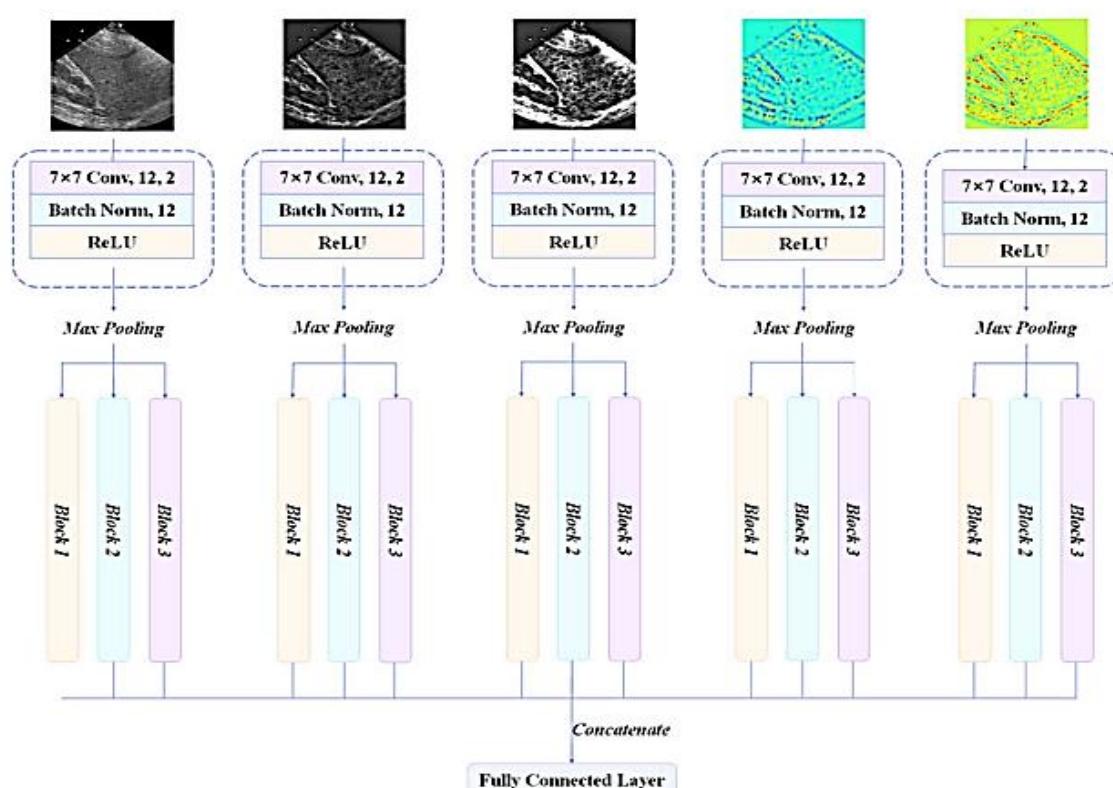 7×7 Conv, 12, 2
Batch Norm, 12
ReLU
7×7 Conv, 12, 2
Batch Norm, 12
ReLU
7×7 Conv, 12, 2
Batch Norm, 12
ReLU
7×7 Conv, 12, 2
Batch Norm, 12
ReLU
7×7 Conv, 12, 2
Batch Norm, 12
ReLU
Max Pooling
Max Pooling
Max Pooling
Max Pooling
Max Pooling
Block 1
Block 2
Block 3
Block 1
Block 2
Block 3
Block 1
Block 2
Block 3
Block 1
Block 2
Block 3
Block 1
Block 2
Block 3
Concatenate
Fully Connected Layer